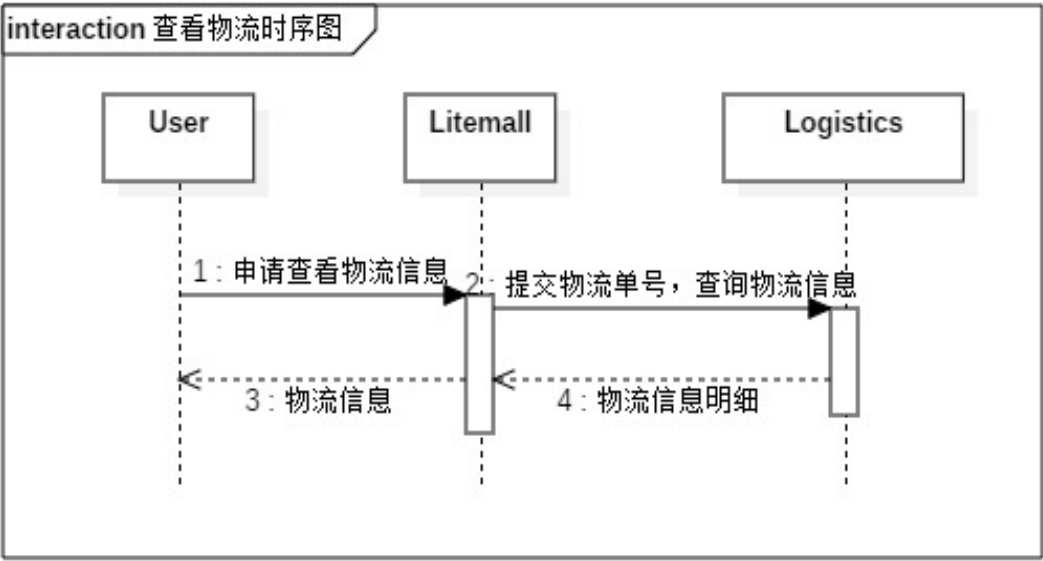 interaction 查看物流时序图
User
Litemall
Logistics
1 : 申请查看物流信息
2 : 提交物流单号，查询物流信息
3 : 物流信息
4 : 物流信息明细